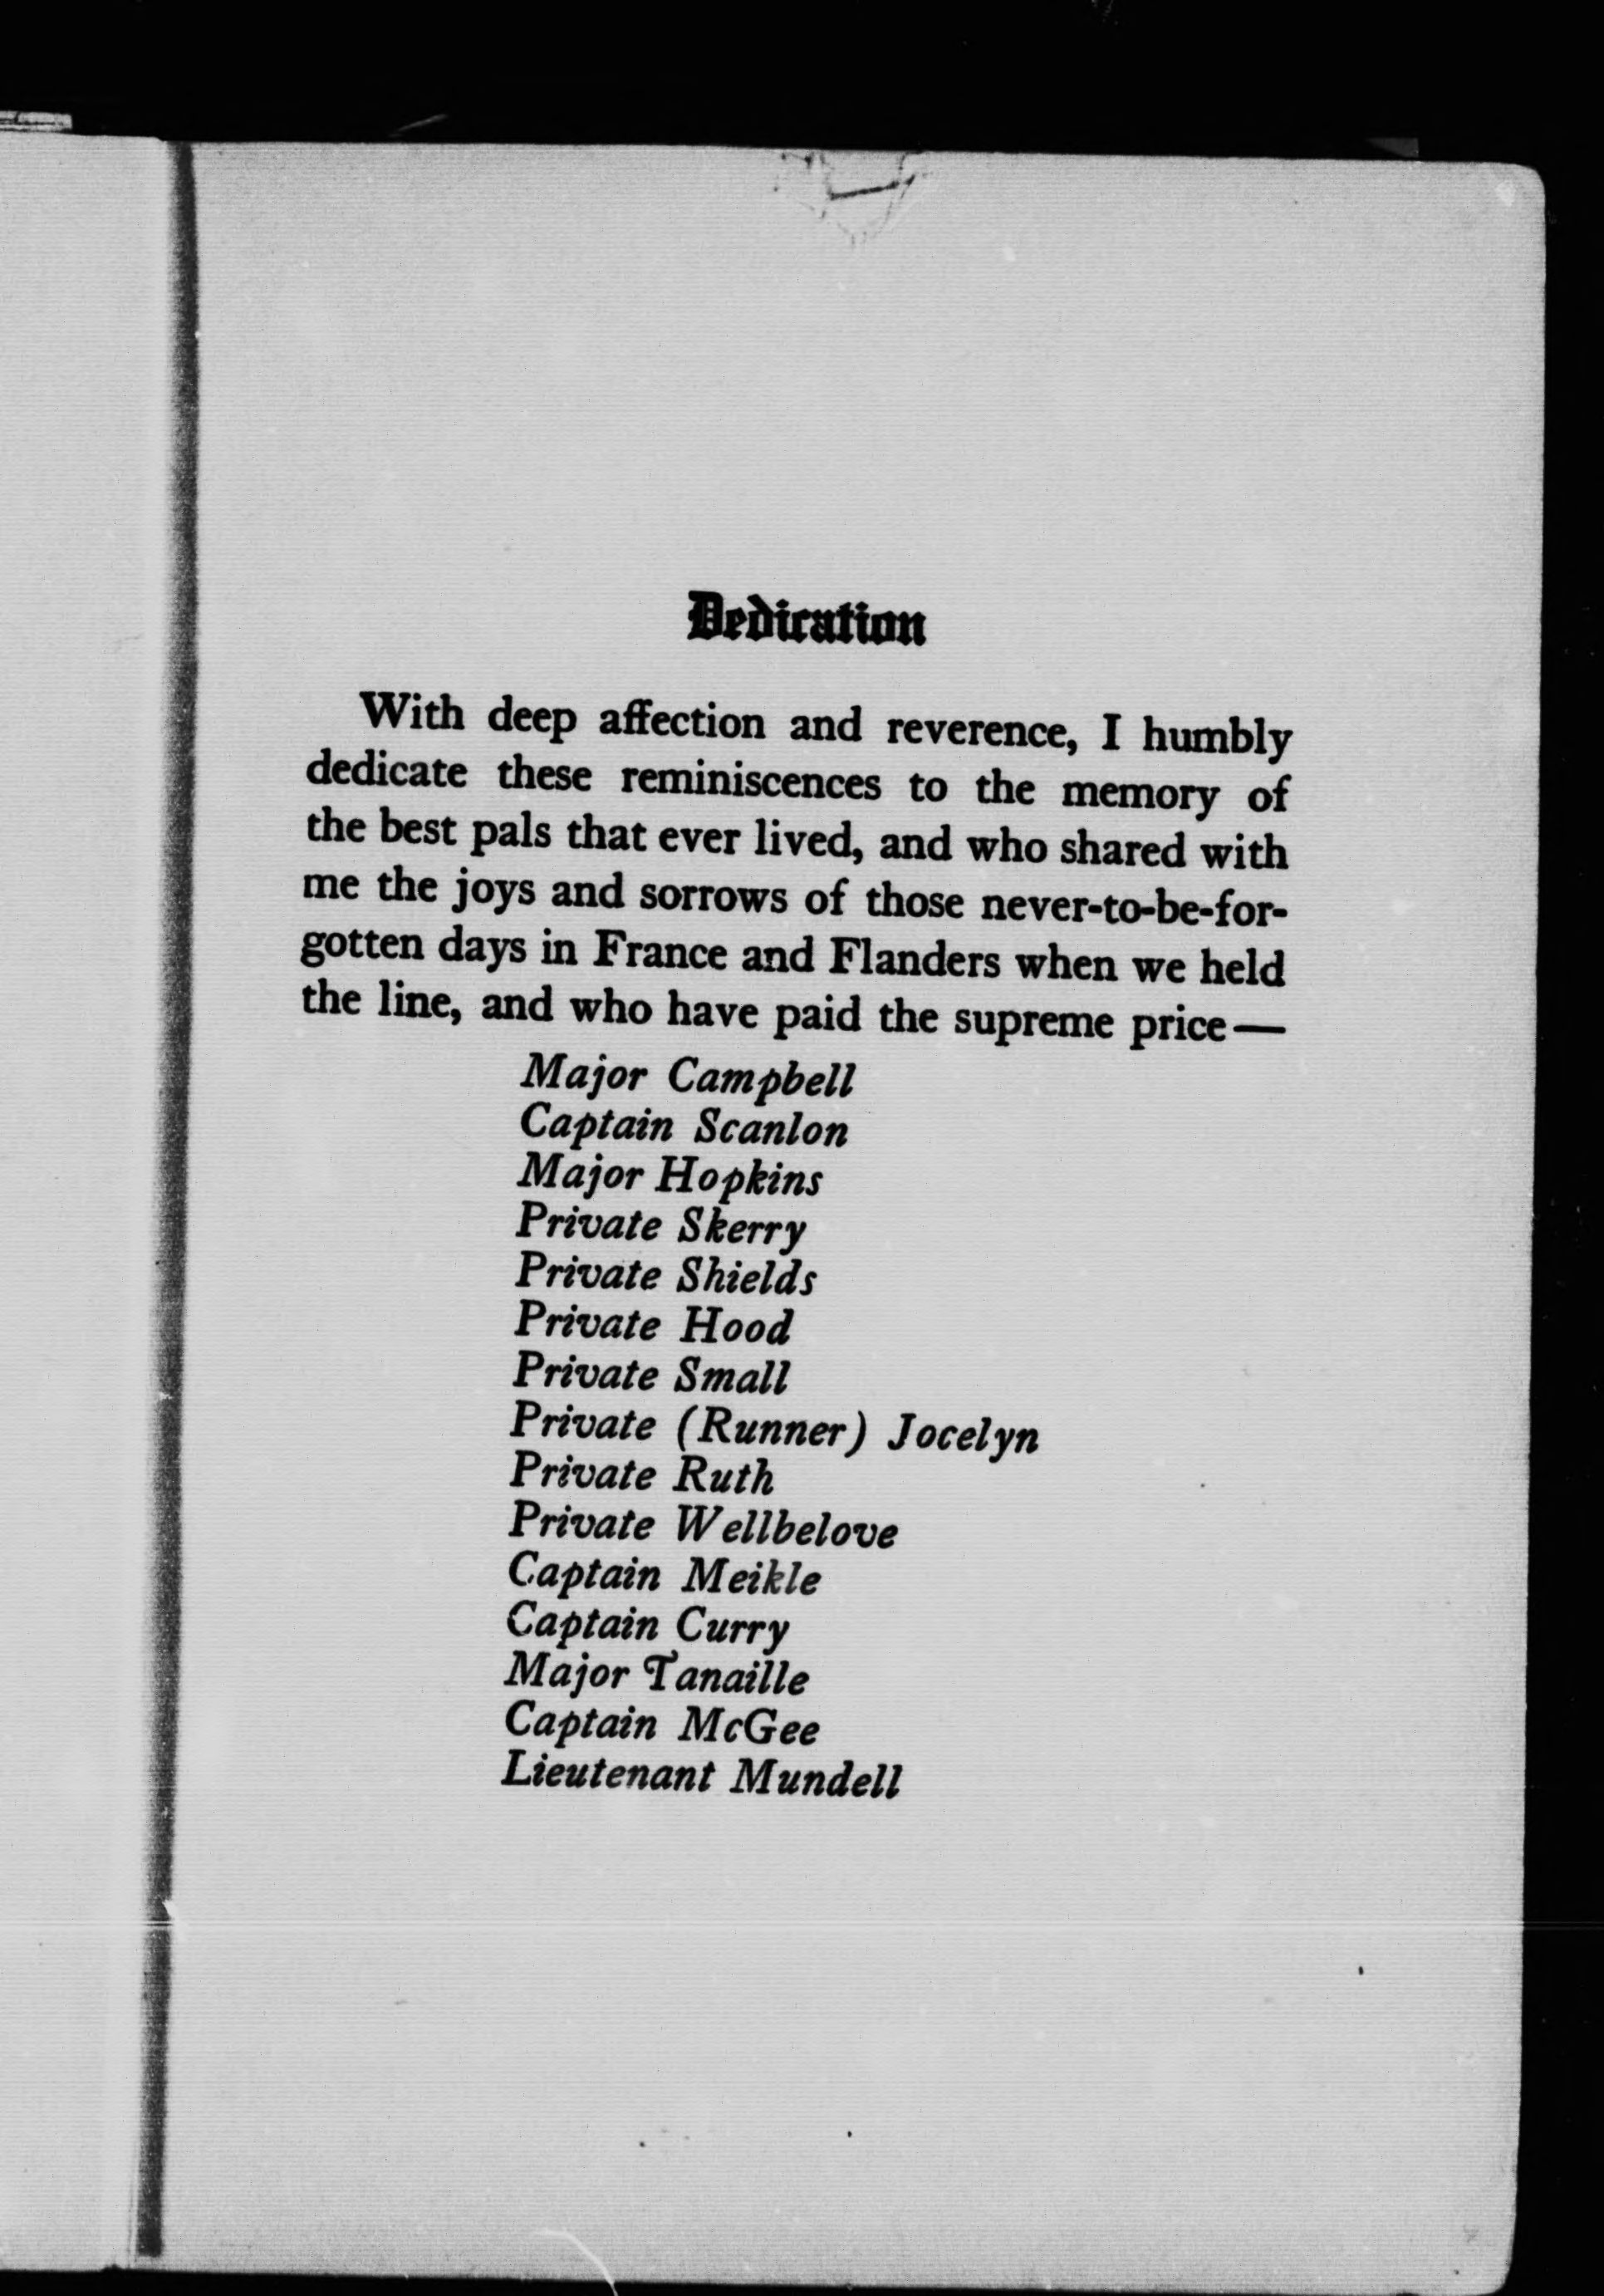 Dedication
With deep affection and reverence, I humbly
dedicate these reminiscences to the memory of
the best pals that ever lived, and who shared with
me the joys and sorrows of those never-to-be-for-
gotten days in France and Flanders when we held
the line, and who have paid the supreme price—
Major Campbell
Captain Scanlon
Major Hopkins
Private Skerry
Private Shields
Private Hood
Private Small
Private (Runner) Jocelyn
Private Ruth
Private Wellbelove
Captain Meikle
Captain Curry
Major Tanaille
Captain McGee
Lieutenant Mundell